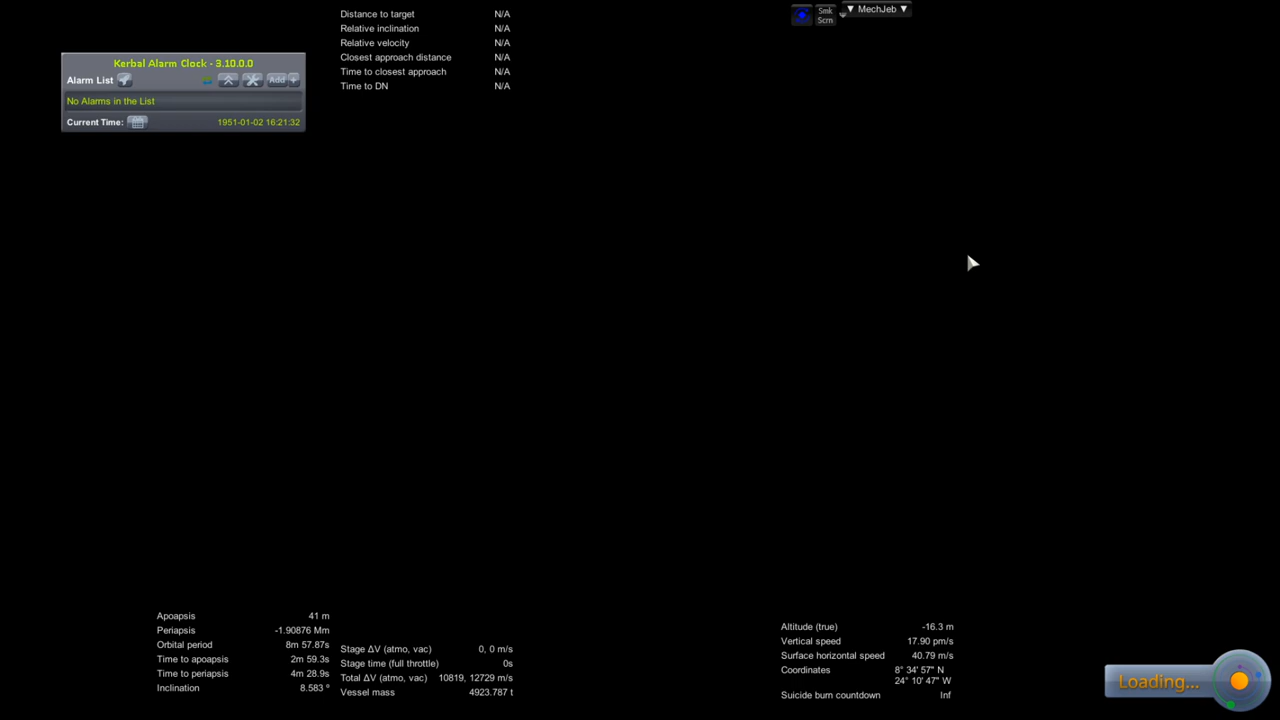 Distance to target N/A
Relative inclination N/A
Relative velocity N/A
Closest approach distance N/A
Time to closest approach N/A
Time to DN N/A
Smk
Scrn
▼ MechJeb ▼
Kerbal Alarm Clock - 3.10.0.0
Alarm List Add +
No Alarms in the List
Current Time: 1951-01-02 16:21:32
Apoapsis 41 m
Periapsis -1.90876 Mm
Orbital period 8m 57.87s
Time to apoapsis 2m 59.3s
Time to periapsis 4m 28.9s
Inclination 8.583 º
Stage ΔV (atmo, vac) 0, 0 m/s
Stage time (full throttle) 0s
Total ΔV (atmo, vac) 10819, 12729 m/s
Vessel mass 4923.787 t
Altitude (true) -16.3 m
Vertical speed 17.90 pm/s
Surface horizontal speed 40.79 m/s
Coordinates 8° 34' 57" N
24° 10' 47" W
Suicide burn countdown Inf
Loading...